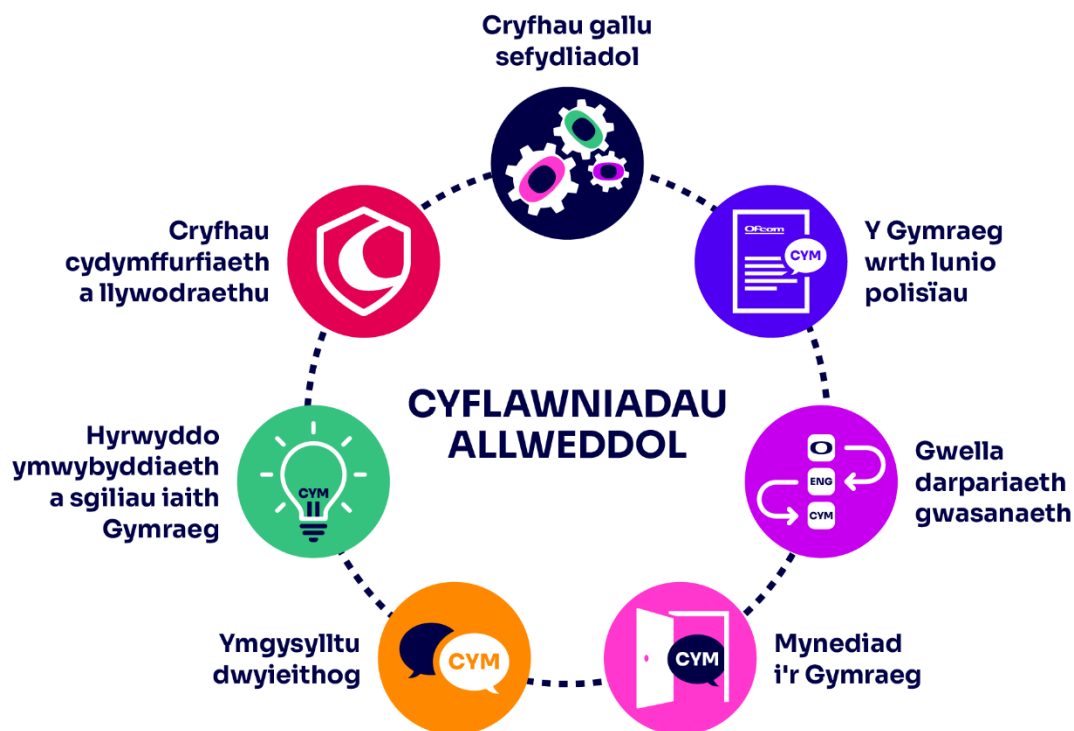 Cryfhau gallu
sefydliadol
Ofcom
CYM
Y Gymraeg
wrth lunio
polisïau
ENG
CYM
Gwella
darpariaeth
gwasanaeth
CYM
Mynediad
i'r Gymraeg
CYM
Ymgysylltu
dwyieithog
CYM
Hyrwyddo
ymwybyddiaeth
a sgiliau iaith
Gymraeg
Cryfhau
cydymffurfiaeth
a llywodraethu
CYFLAWNIADAU
ALLWEDDOL